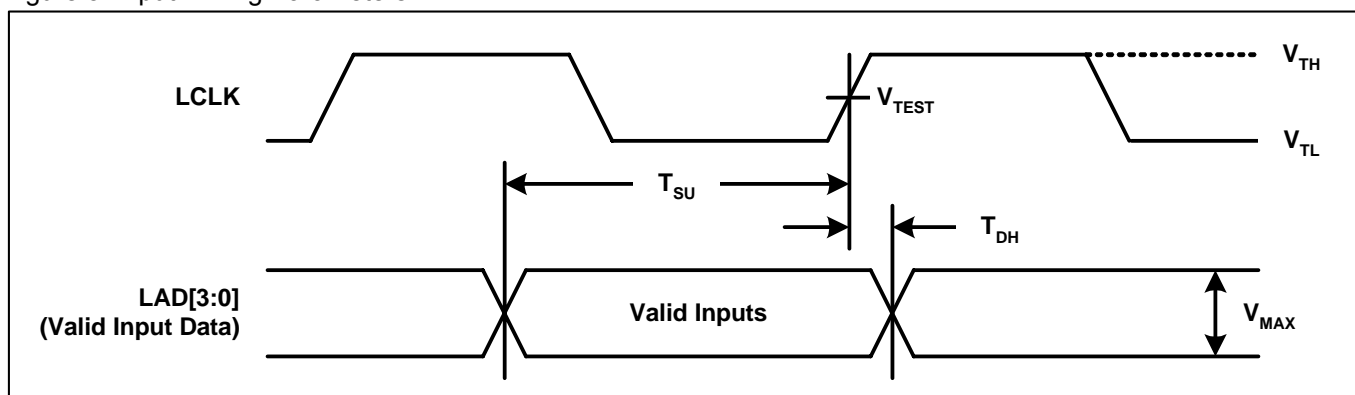 LCLK
V_TH
V_TEST
V_TL
T_SU
T_DH
LAD[3:0]
(Valid Input Data)
Valid Inputs
V_MAX